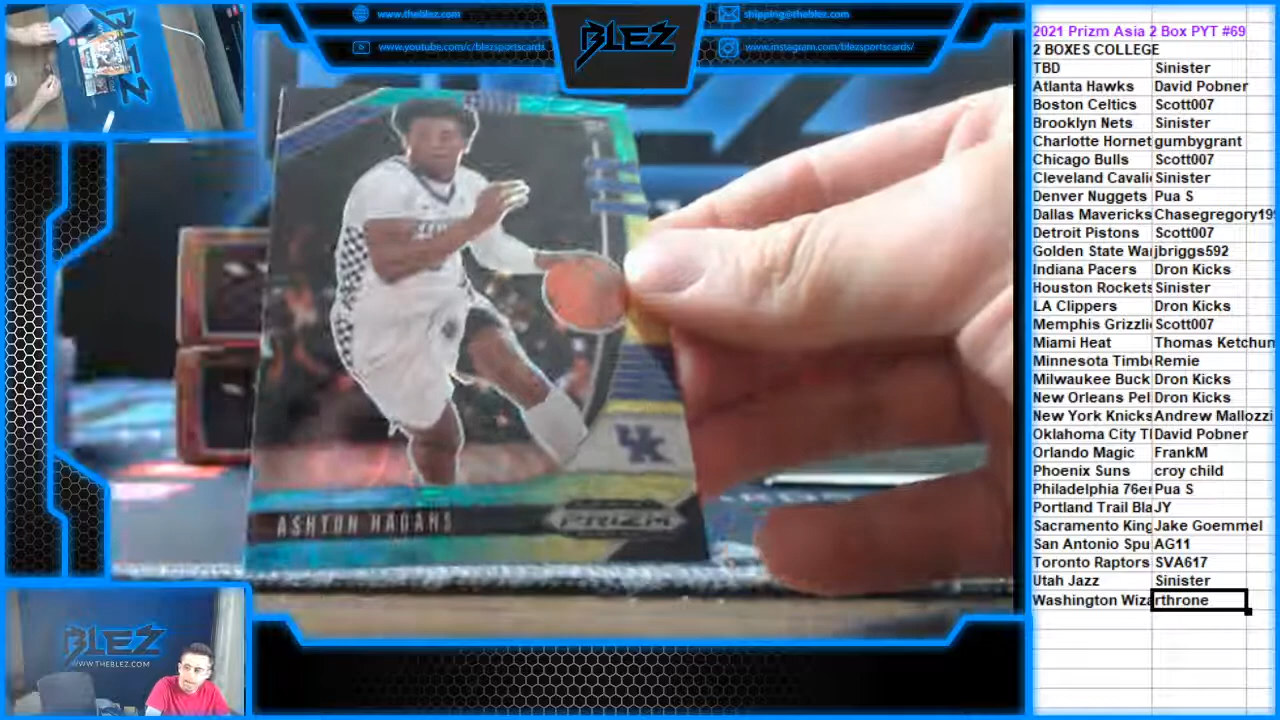 www.theBlez.com
www.youtube.com/c/blezsportscards
BLEZ
shipping@theblez.com
www.instagram.com/blezsportscards/
BLEZ
UK
ASHTON HAGANS
PRIZM
BLEZ
WWW.THEBLEZ.COM
2021 Prizm Asia 2 Box PYT #69
2 BOXES COLLEGE
TBD Sinister
Atlanta Hawks David Pobner
Boston Celtics Scott007
Brooklyn Nets Sinister
Charlotte Hornet gumbygrant
Chicago Bulls Scott007
Cleveland Cavali Sinister
Denver Nuggets Pua S
Dallas Mavericks Chasegregory19
Detroit Pistons Scott007
Golden State Wa jbriggs592
Indiana Pacers Dron Kicks
Houston Rockets Sinister
LA Clippers Dron Kicks
Memphis Grizzli Scott007
Miami Heat Thomas Ketchum
Minnesota Timb Remie
Milwaukee Buck Dron Kicks
New Orleans Pel Dron Kicks
New York Knicks Andrew Mallozzi
Oklahoma City T David Pobner
Orlando Magic FrankM
Phoenix Suns croy child
Philadelphia 76e Pua S
Portland Trail Bla JY
Sacramento King Jake Goemmel
San Antonio Spu AG11
Toronto Raptors SVA617
Utah Jazz Sinister
Washington Wiza rthrone